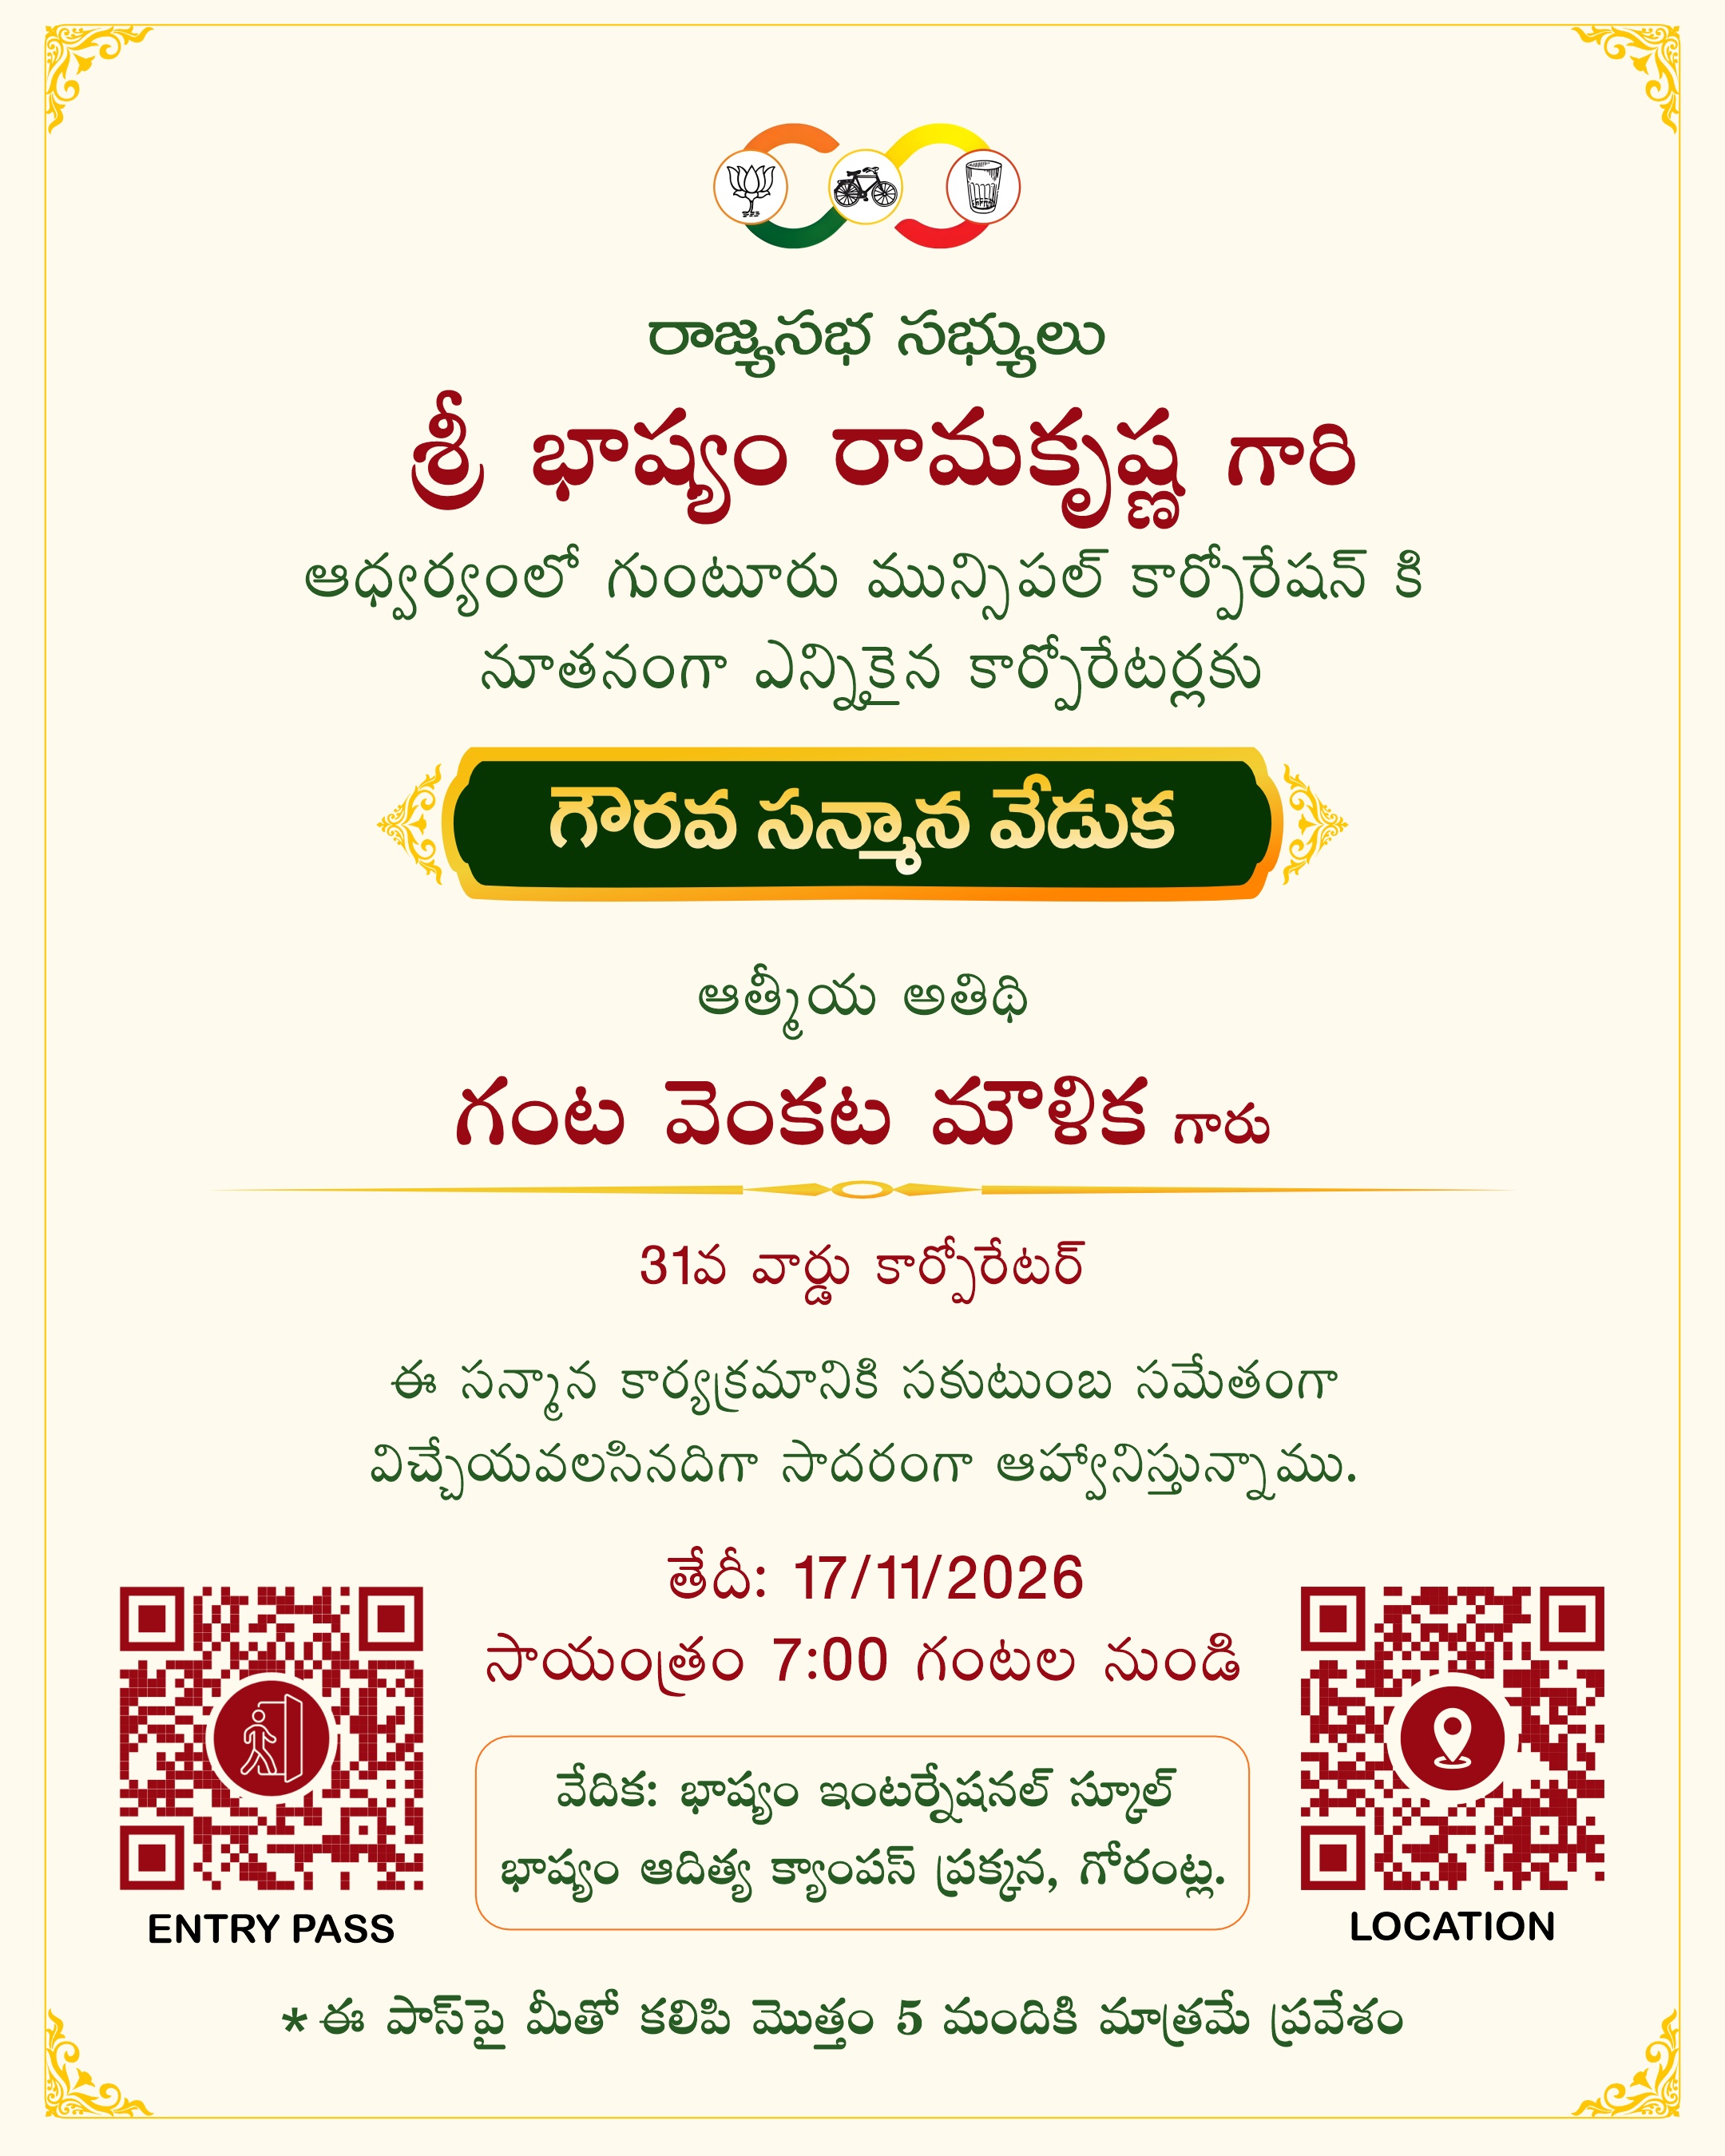 రాజ్యసభ సభ్యులు
శ్రీ భాష్యం రామకృష్ణ గారి
ఆధ్వర్యంలో గుంటూరు మున్సిపల్ కార్పోరేషన్ కి
నూతనంగా ఎన్నికైన కార్పోరేటర్లకు
గౌరవ సన్మాన వేడుక
ఆత్మీయ అతిథి
గంట వెంకట మౌళిక గారు
31వ వార్డు కార్పోరేటర్
ఈ సన్మాన కార్యక్రమానికి సకుటుంబ సమేతంగా
విచ్చేయవలసినదిగా సాదరంగా ఆహ్వానిస్తున్నాము.
తేదీ: 17/11/2026
సాయంత్రం 7:00 గంటల నుండి
వేదిక: భాష్యం ఇంటర్నేషనల్ స్కూల్
భాష్యం ఆదిత్య క్యాంపస్ ప్రక్కన, గోరంట్ల.
ENTRY PASS
LOCATION
* ఈ పాస్‌పై మీతో కలిపి మొత్తం 5 మందికి మాత్రమే ప్రవేశం